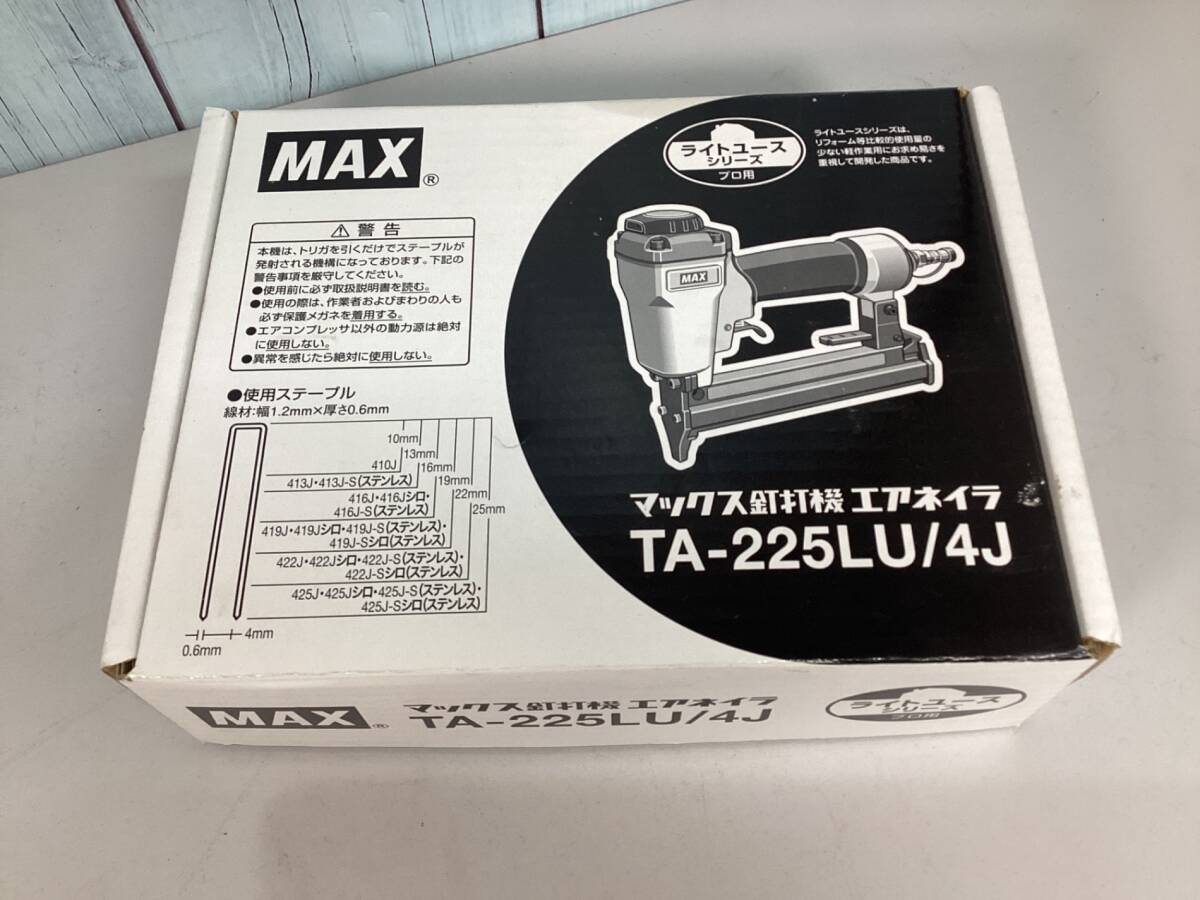 MAX®
⚠ 警告
本機は、トリガを引くだけでステープルが
発射される機構になっております。下記の
警告事項を厳守してください。
●使用前に必ず取扱説明書を読む。
●使用の際は、作業者およびまわりの人も
必ず保護メガネを着用する。
●エアコンプレッサ以外の動力源は絶対
に使用しない。
●異常を感じたら絶対に使用しない。
●使用ステープル
線材:幅1.2mm×厚さ0.6mm
10mm
13mm
16mm
19mm
22mm
25mm
410J
413J・413J-S(ステンレス)
416J・416Jシロ・
416J-S(ステンレス)
419J・419Jシロ・419J-S(ステンレス)・
419J-Sシロ(ステンレス)
422J・422Jシロ・422J-S(ステンレス)・
422J-Sシロ(ステンレス)
425J・425Jシロ・425J-S(ステンレス)・
425J-Sシロ(ステンレス)
4mm
0.6mm
ライトユース
シリーズ
プロ用
ライトユースシリーズは、
リフォーム等比較的使用量の
少ない軽作業用にお求め易さを
重視して開発した商品です。
MAX
マックス釘打機 エアネイラ
TA-225LU/4J
MAX®
マックス釘打機 エアネイラ
TA-225LU/4J
ライトユース
シリーズ
プロ用